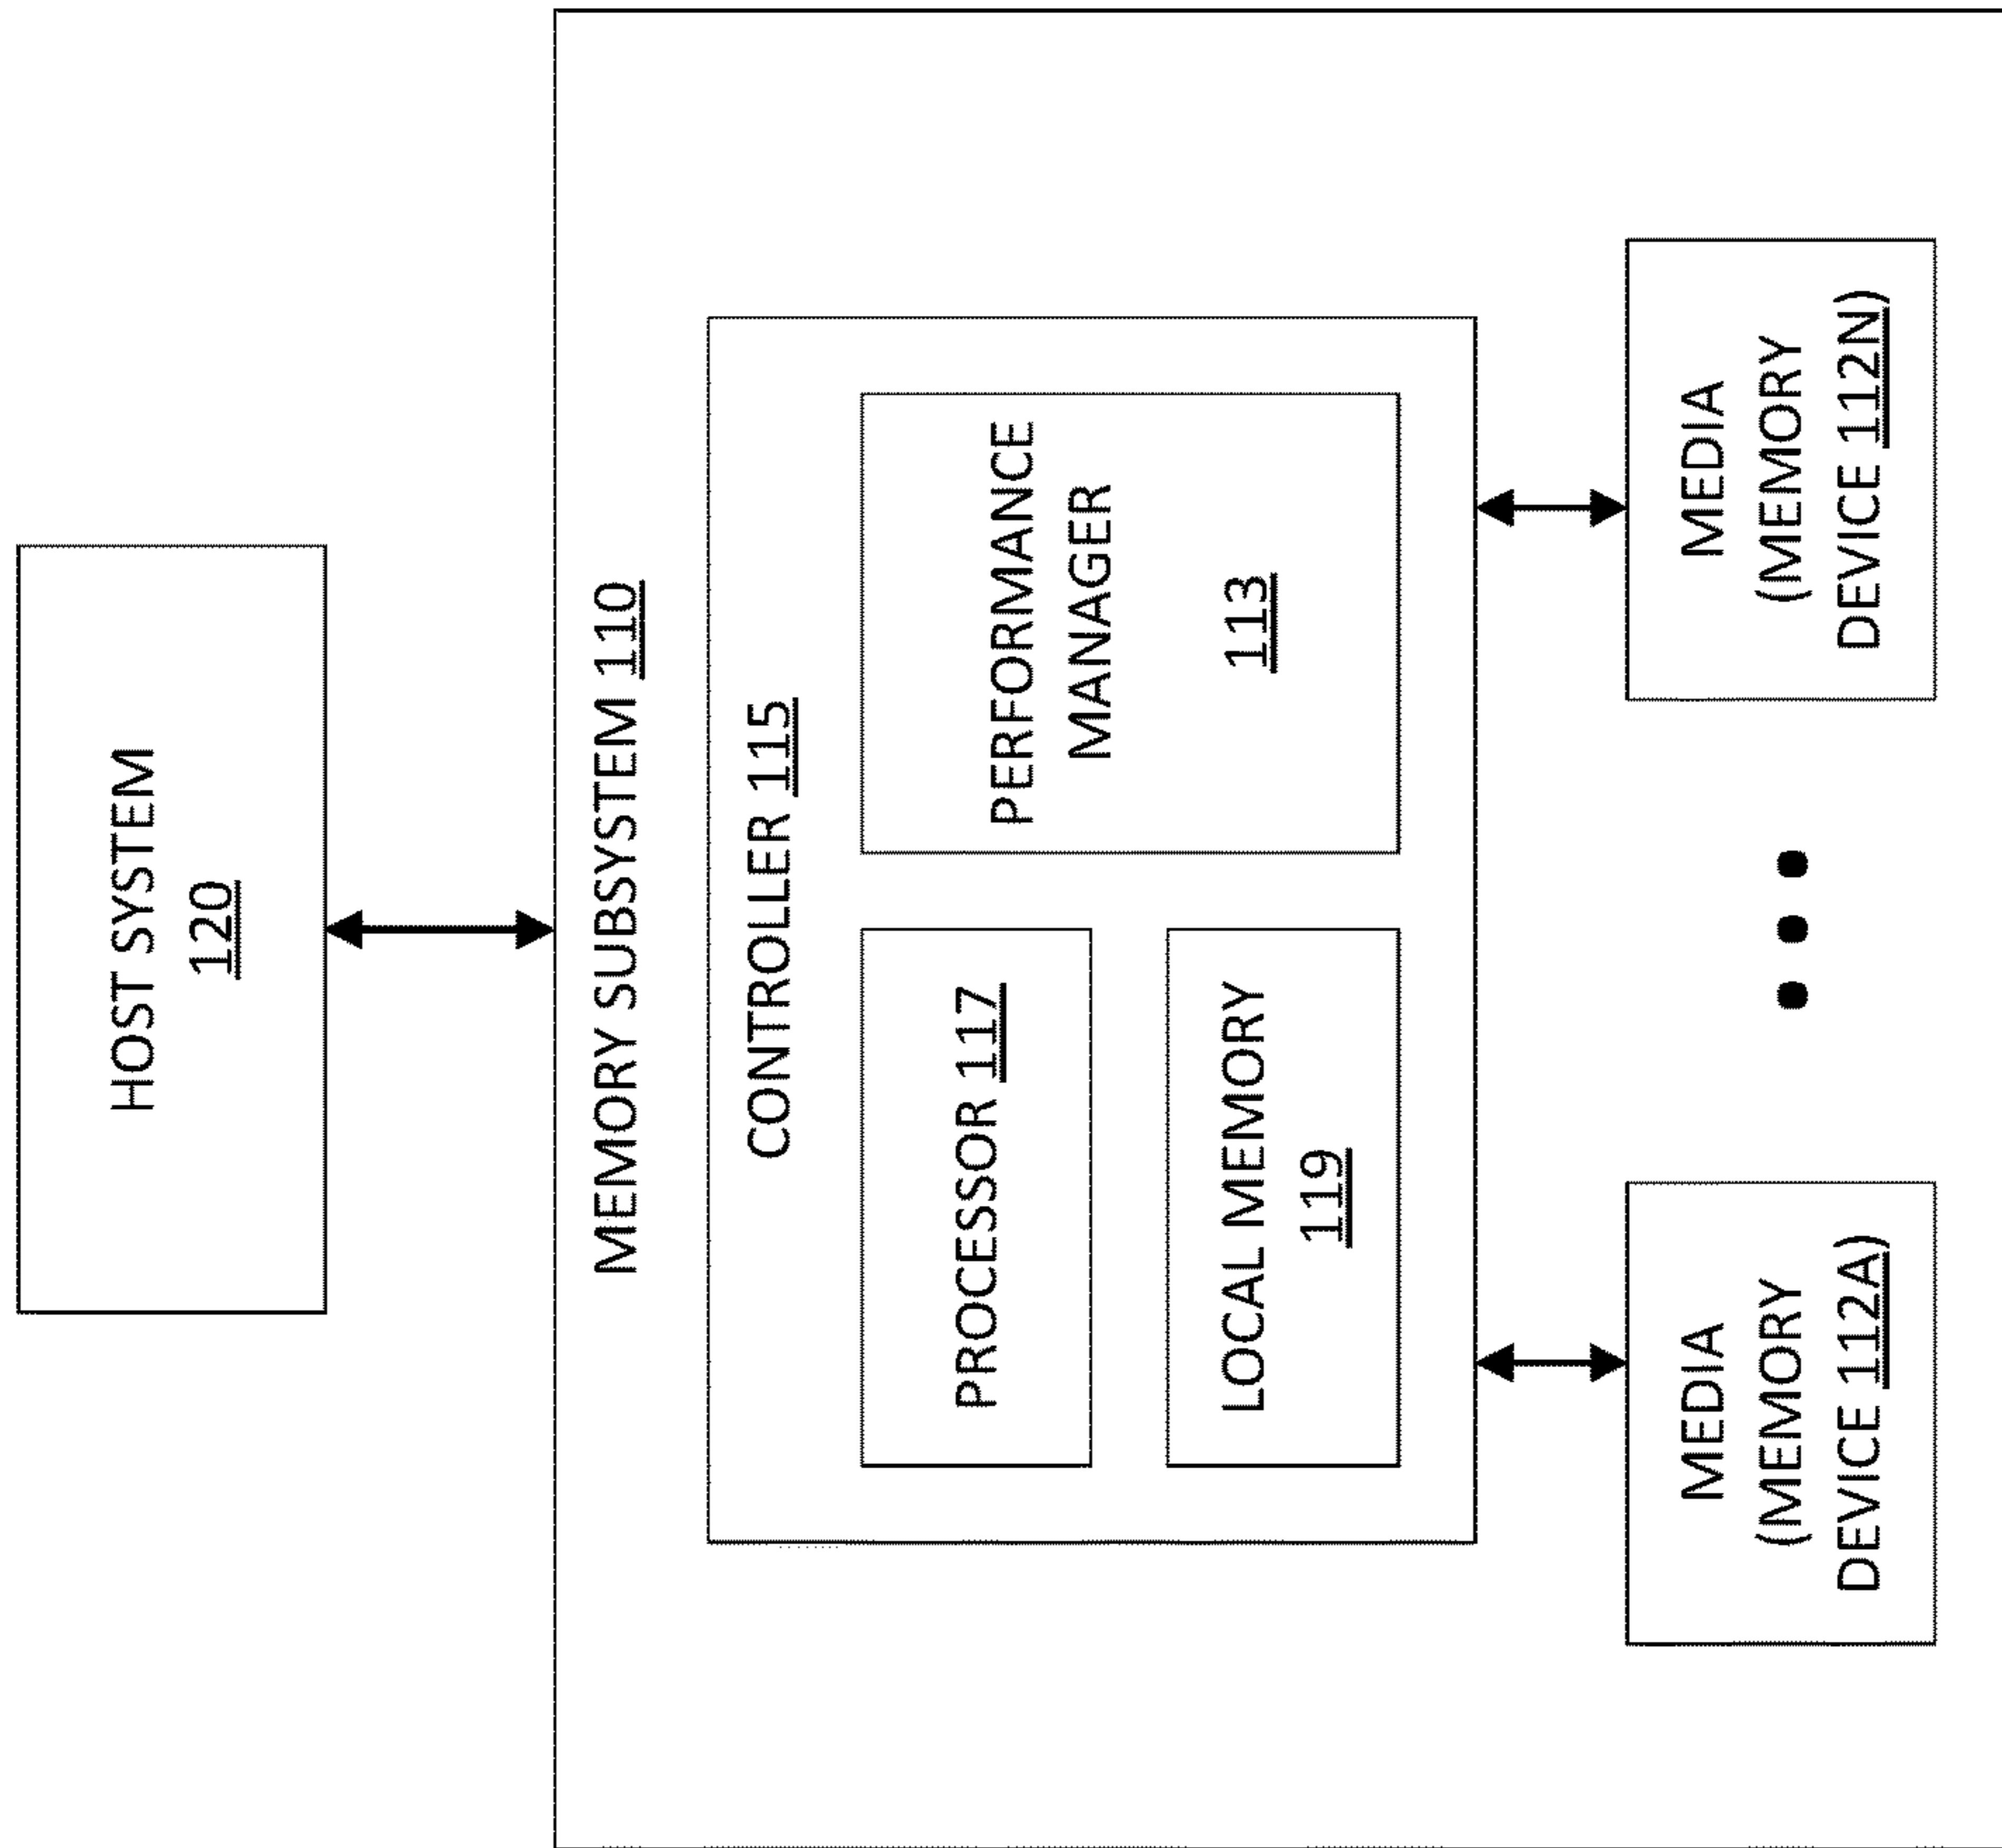 HOST SYSTEM
120
MEMORY SUBSYSTEM 110
CONTROLLER 115
PROCESSOR 117
LOCAL MEMORY
119
PERFORMANCE
MANAGER
113
MEDIA
(MEMORY
DEVICE 112A)
MEDIA
(MEMORY
DEVICE 112N)